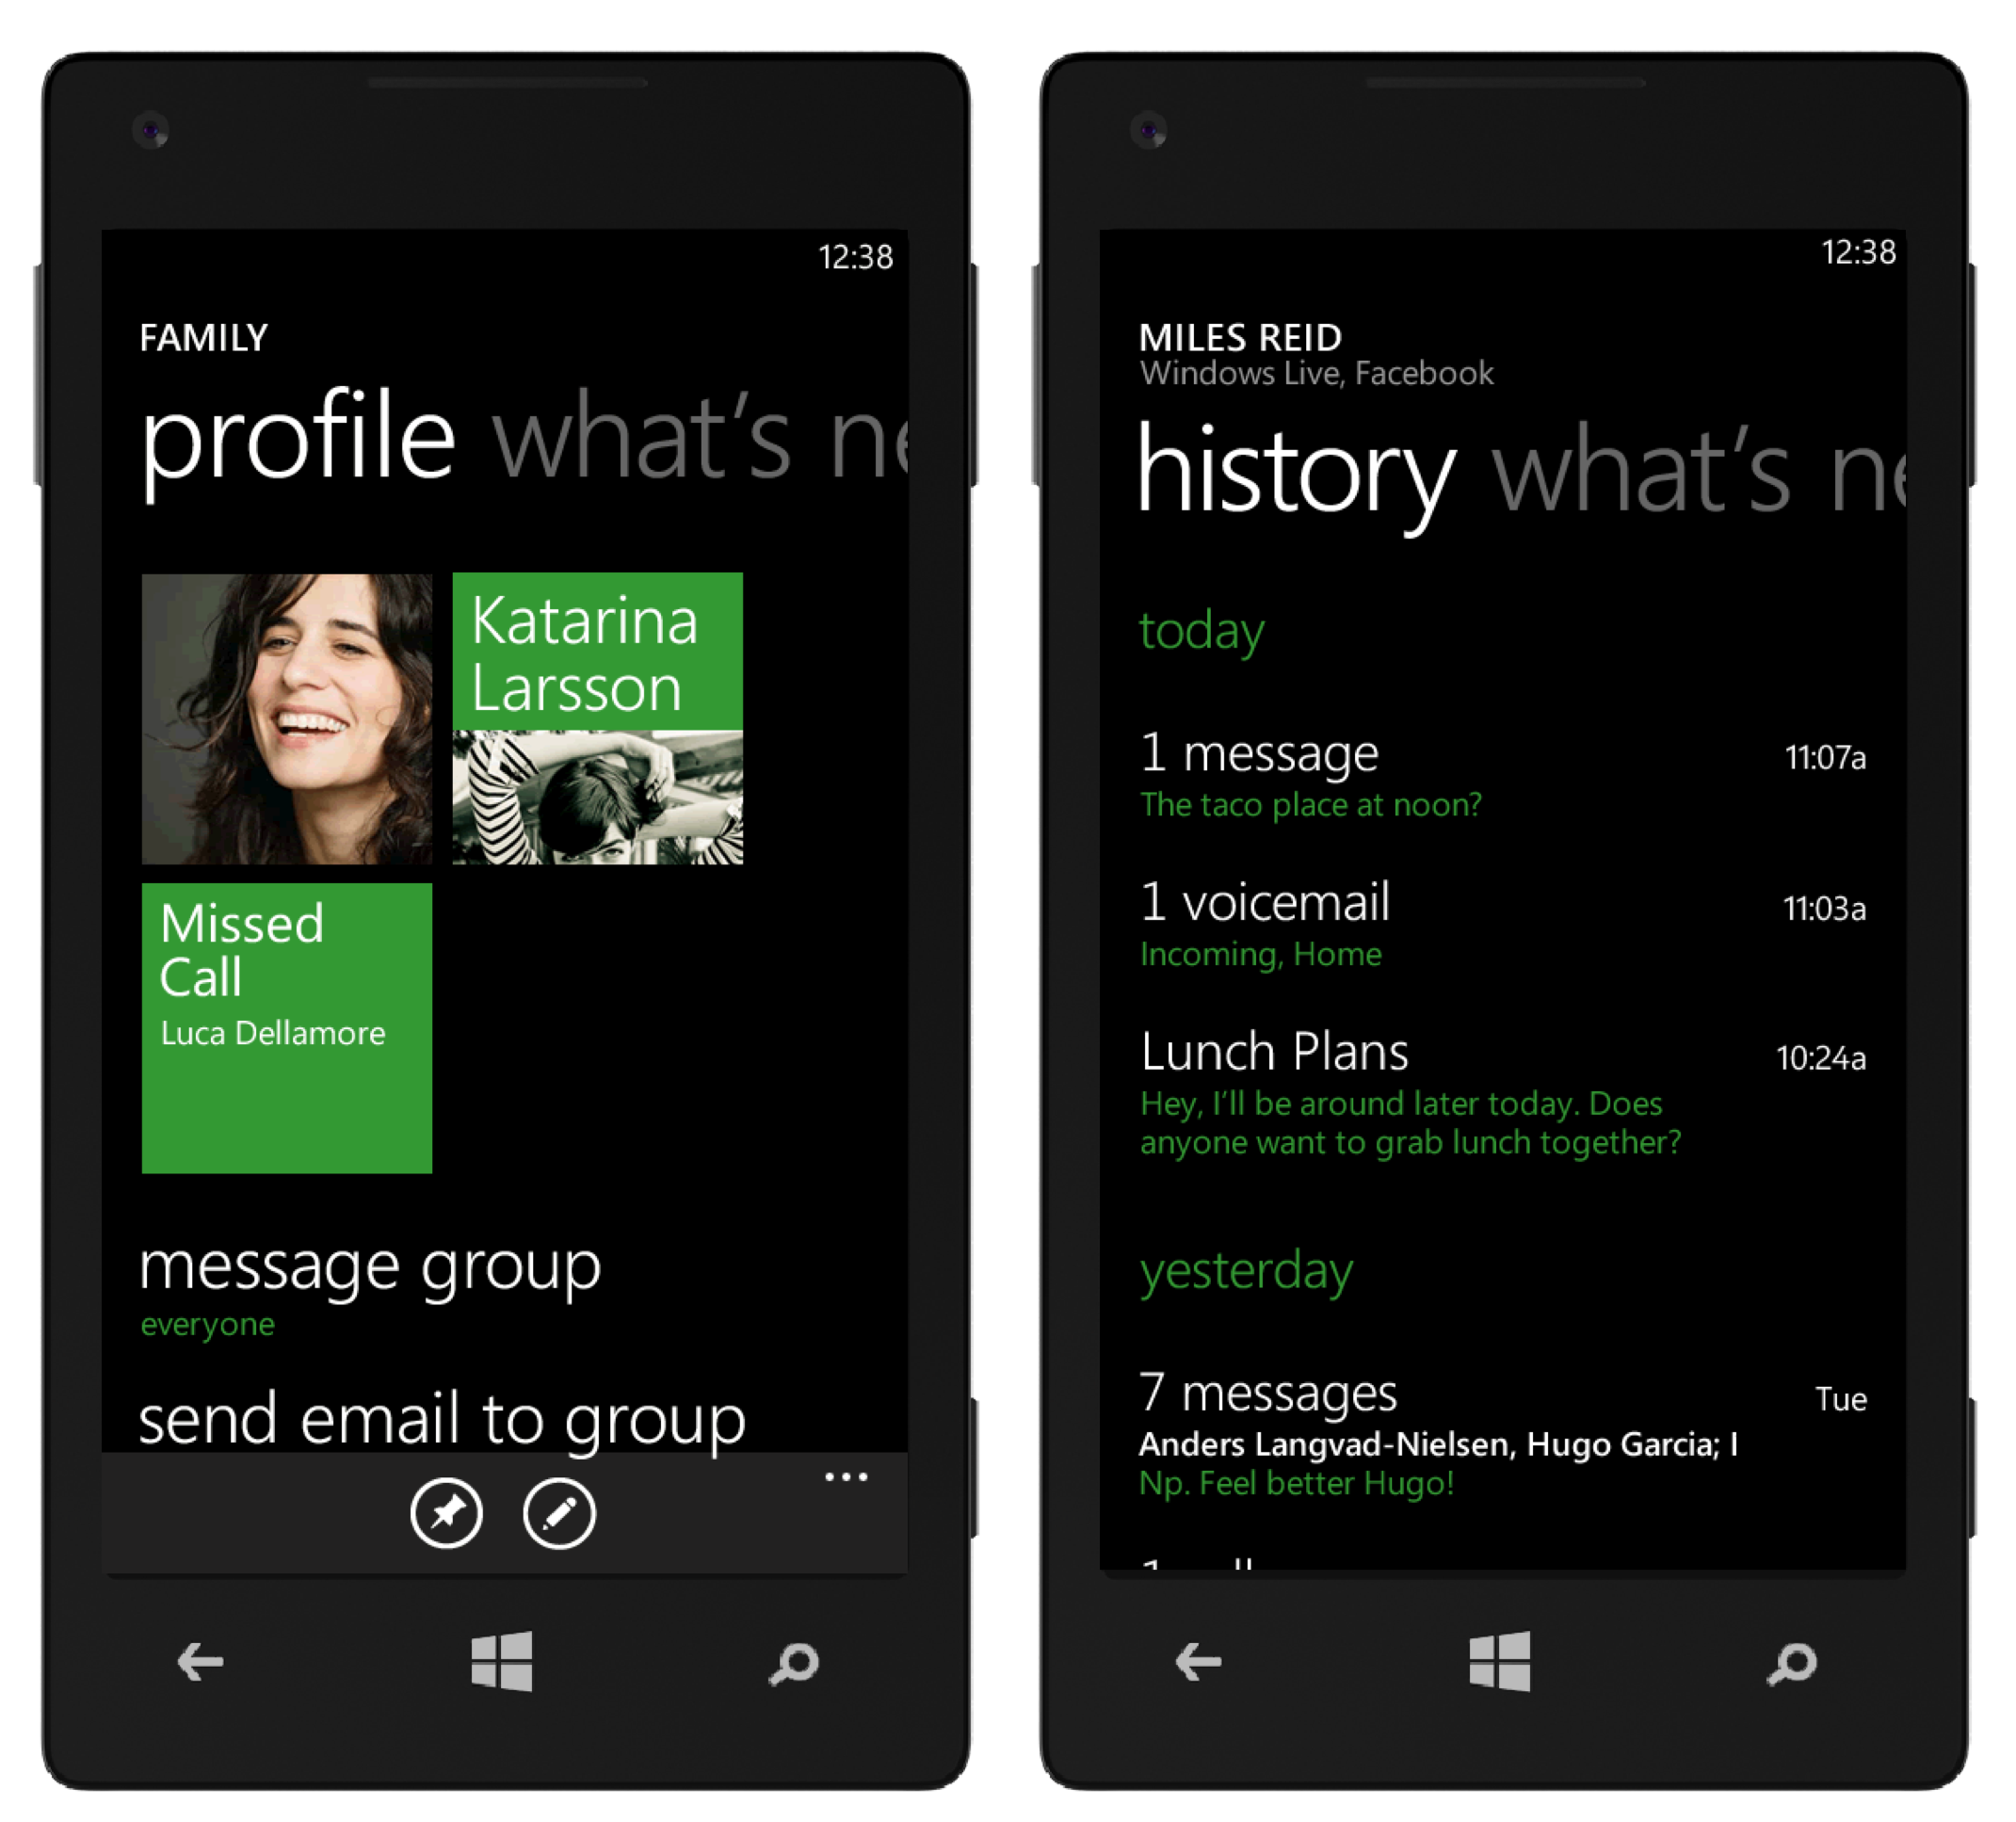 12:38
FAMILY
profile what's ne
Katarina
Larsson
Missed
Call
Luca Dellamore
message group
everyone
send email to group
12:38
MILES REID
Windows Live, Facebook
history what's ne
today
1 message 11:07a
The taco place at noon?
1 voicemail 11:03a
Incoming, Home
Lunch Plans 10:24a
Hey, I'll be around later today. Does
anyone want to grab lunch together?
yesterday
7 messages Tue
Anders Langvad-Nielsen, Hugo Garcia; I
Np. Feel better Hugo!